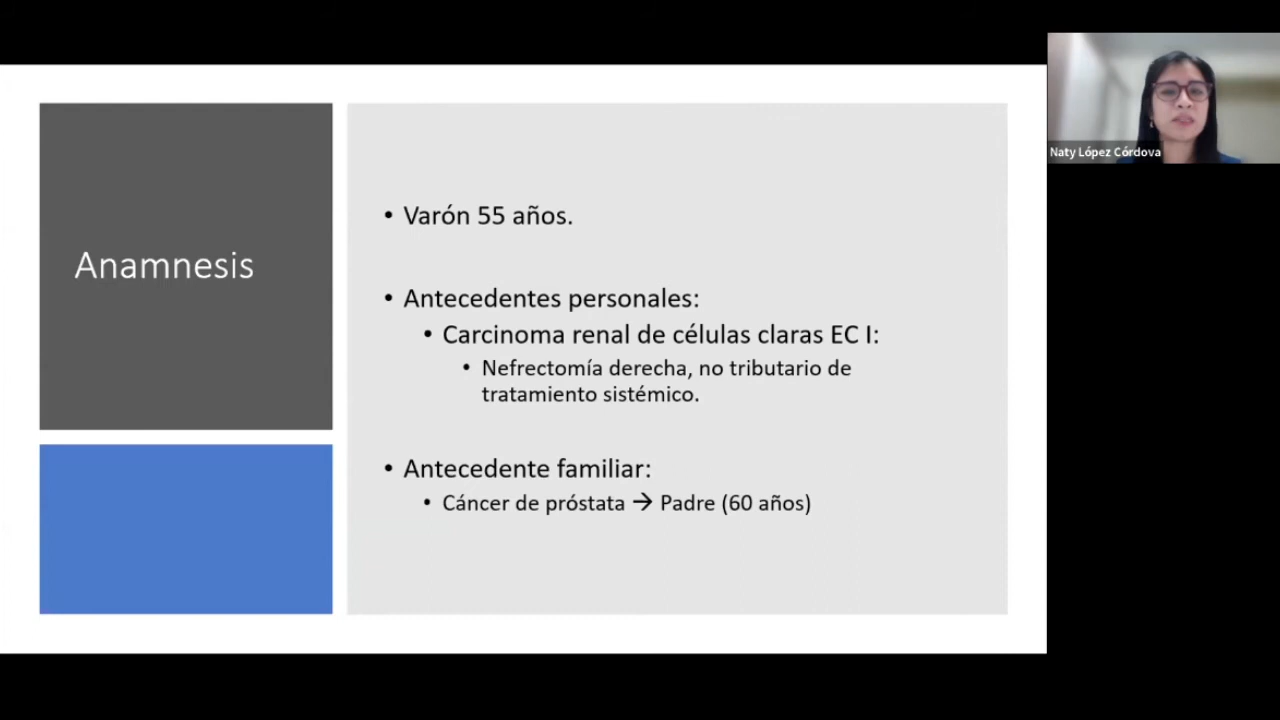 Anamnesis
• Varón 55 años.
• Antecedentes personales:
• Carcinoma renal de células claras EC I:
• Nefrectomía derecha, no tributario de
tratamiento sistémico.
• Antecedente familiar:
• Cáncer de próstata → Padre (60 años)
Naty López Córdova